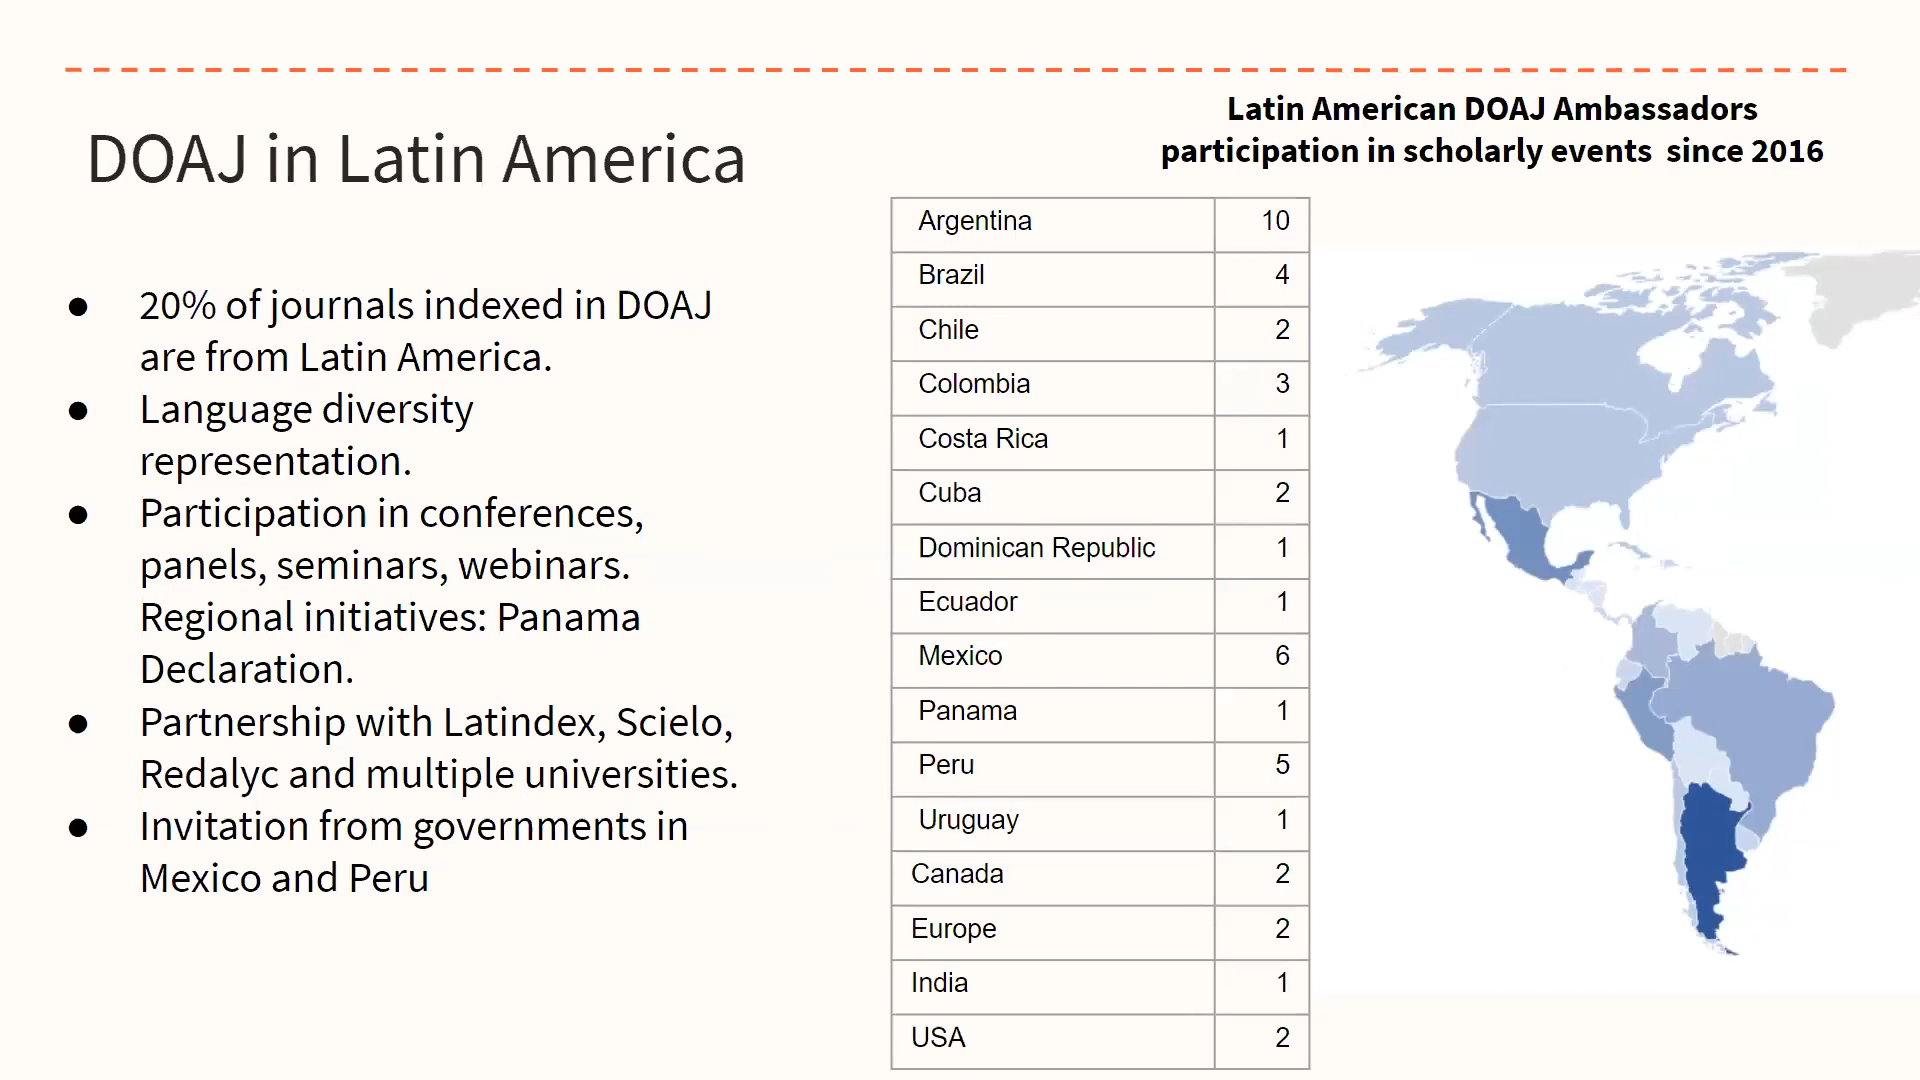 DOAJ in Latin America
● 20% of journals indexed in DOAJ
are from Latin America.
● Language diversity
representation.
● Participation in conferences,
panels, seminars, webinars.
Regional initiatives: Panama
Declaration.
● Partnership with Latindex, Scielo,
Redalyc and multiple universities.
● Invitation from governments in
Mexico and Peru
Latin American DOAJ Ambassadors
participation in scholarly events since 2016
Argentina 10
Brazil 4
Chile 2
Colombia 3
Costa Rica 1
Cuba 2
Dominican Republic 1
Ecuador 1
Mexico 6
Panama 1
Peru 5
Uruguay 1
Canada 2
Europe 2
India 1
USA 2